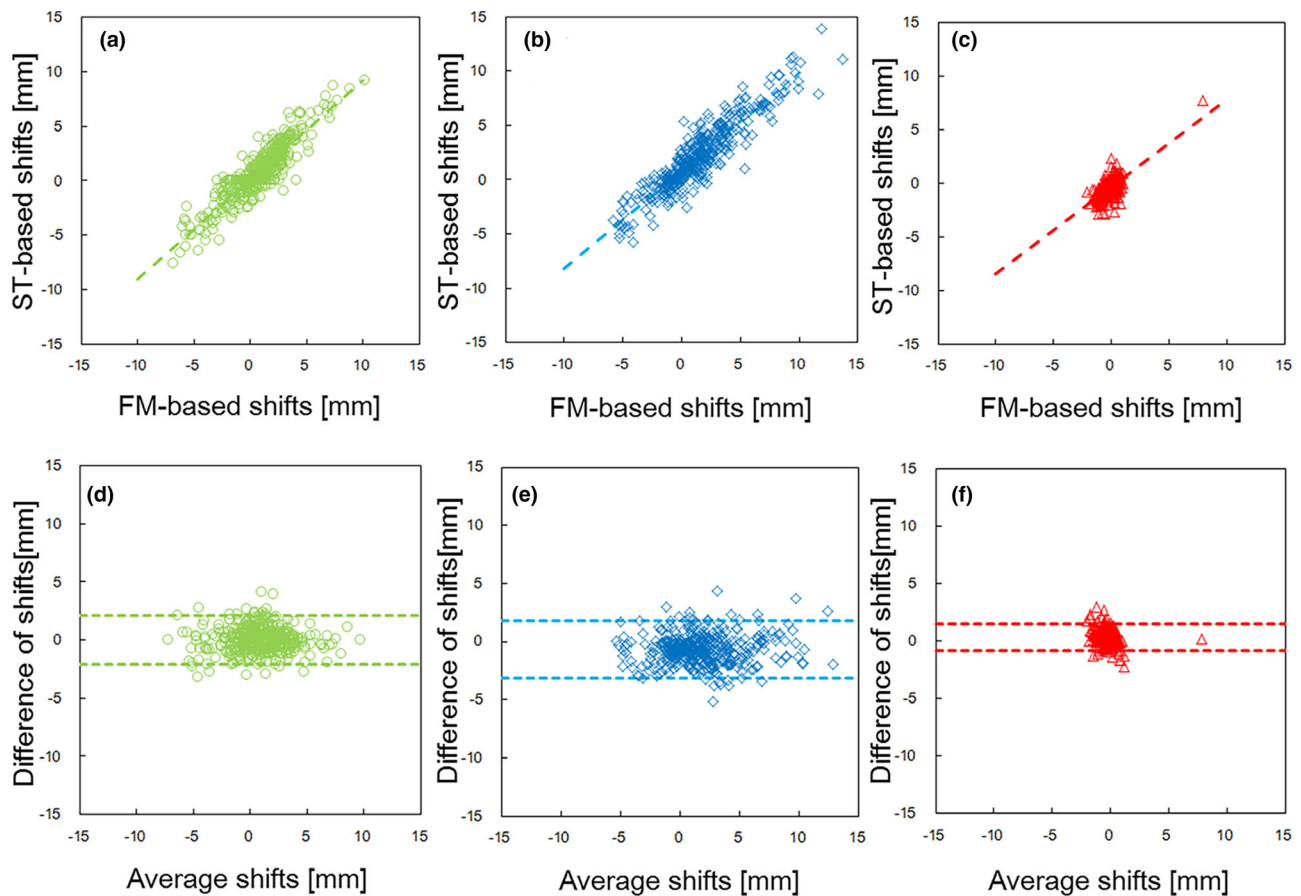 (a)
ST-based shifts [mm]
15
10
5
0
-5
-10
-15
-15 -10 -5 0 5 10 15
FM-based shifts [mm]
(b)
ST-based shifts [mm]
15
10
5
0
-5
-10
-15
-15 -10 -5 0 5 10 15
FM-based shifts [mm]
(c)
ST-based shifts [mm]
15
10
5
0
-5
-10
-15
-15 -10 -5 0 5 10 15
FM-based shifts [mm]
(d)
Difference of shifts[mm]
15
10
5
0
-5
-10
-15
-15 -10 -5 0 5 10 15
Average shifts [mm]
(e)
Difference of shifts[mm]
15
10
5
0
-5
-10
-15
-15 -10 -5 0 5 10 15
Average shifts [mm]
(f)
Difference of shifts[mm]
15
10
5
0
-5
-10
-15
-15 -10 -5 0 5 10 15
Average shifts [mm]